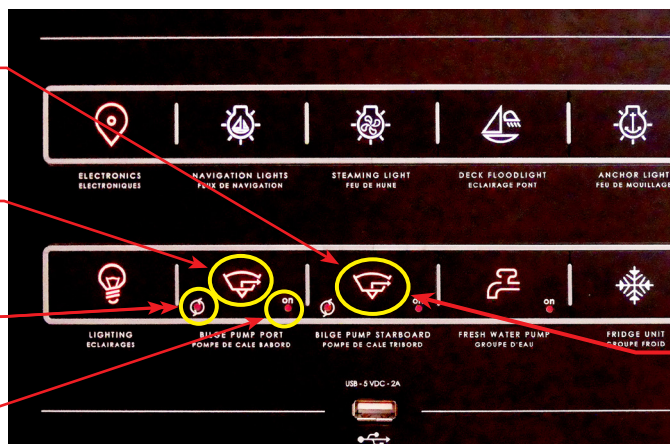 ELECTRONICS
ELECTRONIQUES
NAVIGATION LIGHTS
FEUX DE NAVIGATION
STEAMING LIGHT
FEU DE HUNE
DECK FLOODLIGHT
ECLAIRAGE PONT
ANCHOR LIGHT
FEU DE MOUILLAGE
on
on
on
LIGHTING
ECLAIRAGES
BILGE PUMP PORT
POMPE DE CALE BABORD
BILGE PUMP STARBOARD
POMPE DE CALE TRIBORD
FRESH WATER PUMP
GROUPE D'EAU
FRIDGE UNIT
GROUPE FROID
USB - 5 VDC - 2A